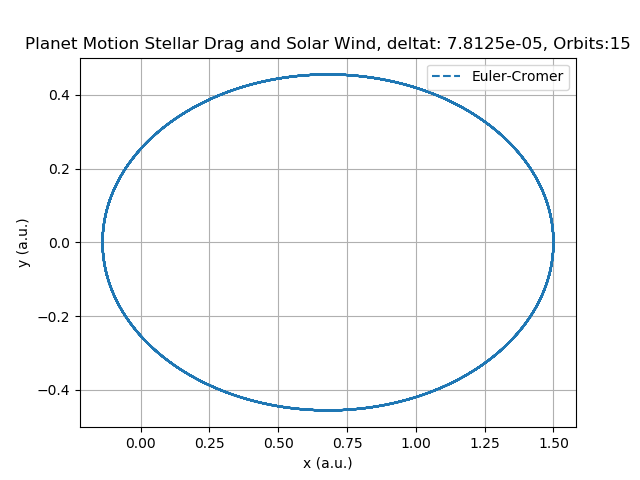 Planet Motion Stellar Drag and Solar Wind, deltat: 7.8125e-05, Orbits:15
Euler-Cromer
0.4
0.2
0.0
−0.2
−0.4
y (a.u.)
0.00 0.25 0.50 0.75 1.00 1.25 1.50
x (a.u.)